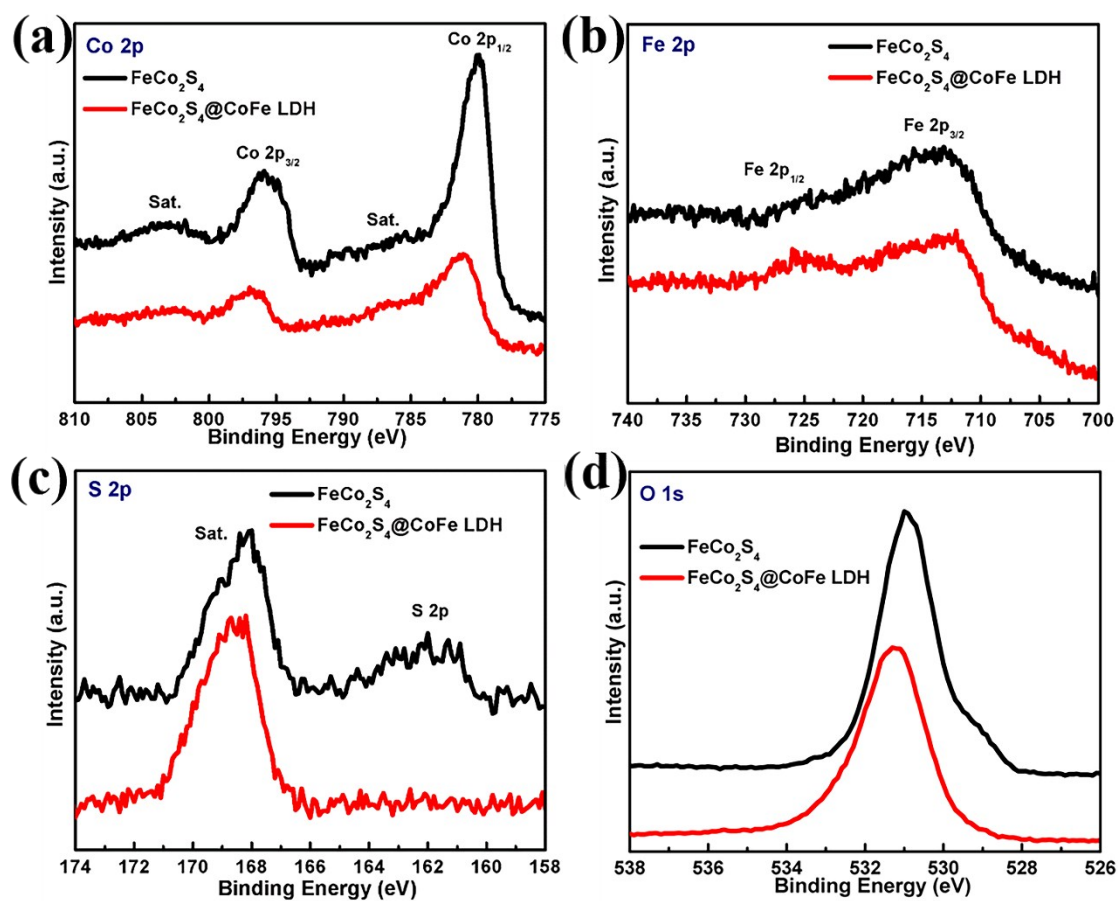 (a)
Co 2p
FeCo₂S₄
FeCo₂S₄@CoFe LDH
Co 2p₁/₂
Co 2p₃/₂
Sat.
Sat.
Intensity (a.u.)
810 805 800 795 790 785 780 775
Binding Energy (eV)
(b)
Fe 2p
FeCo₂S₄
FeCo₂S₄@CoFe LDH
Fe 2p₃/₂
Fe 2p₁/₂
Intensity (a.u.)
740 735 730 725 720 715 710 705 700
Binding Energy (eV)
(c)
S 2p
FeCo₂S₄
FeCo₂S₄@CoFe LDH
Sat.
S 2p
Intensity (a.u.)
174 172 170 168 166 164 162 160 158
Binding Energy (eV)
(d)
O 1s
FeCo₂S₄
FeCo₂S₄@CoFe LDH
Intensity (a.u.)
538 536 534 532 530 528 526
Binding Energy (eV)